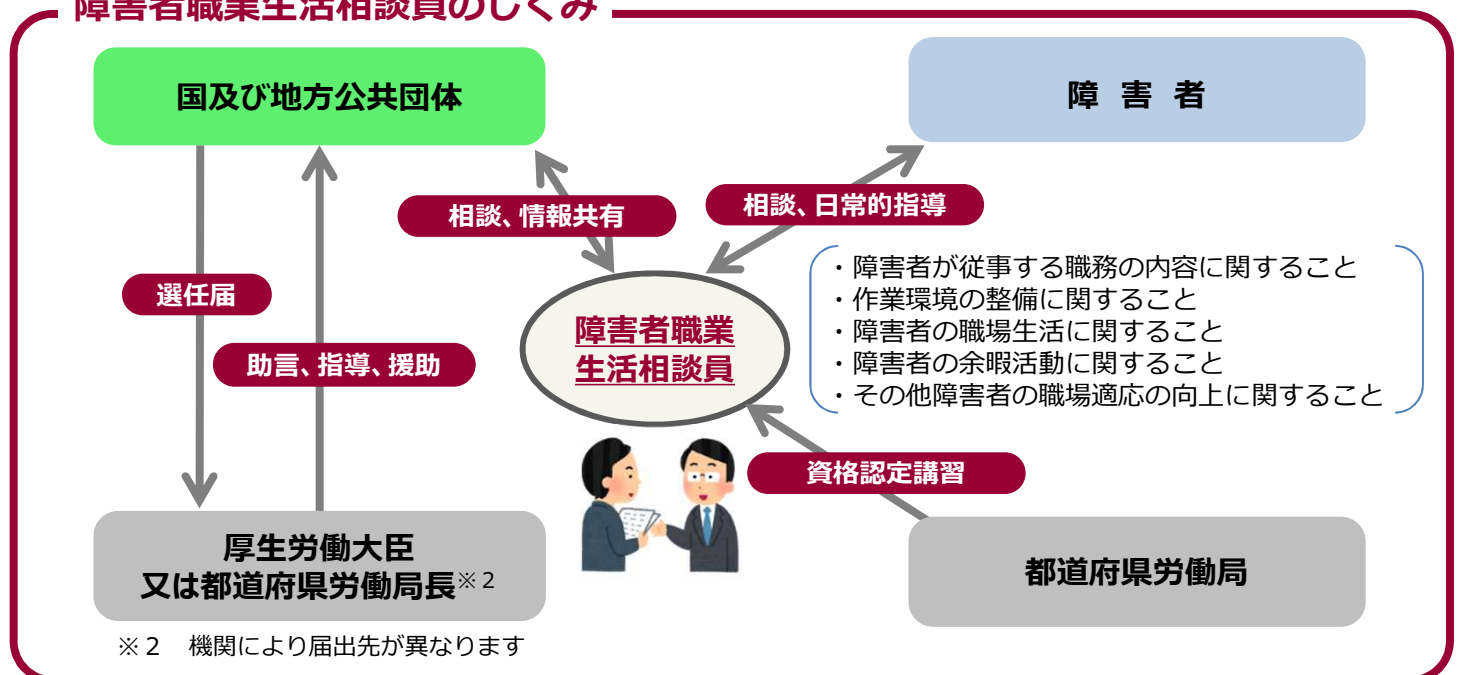 障害者職業生活相談員のしくみ
国及び地方公共団体
障 害 者
相談、情報共有
相談、日常的指導
選任届
助言、指導、援助
障害者職業
生活相談員
・障害者が従事する職務の内容に関すること
・作業環境の整備に関すること
・障害者の職場生活に関すること
・障害者の余暇活動に関すること
・その他障害者の職場適応の向上に関すること
資格認定講習
厚生労働大臣
又は都道府県労働局長※2
都道府県労働局
※2 機関により届出先が異なります